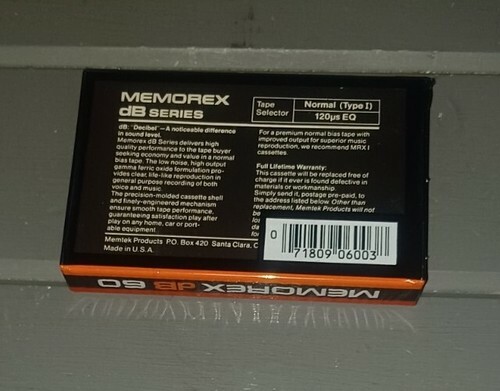 MEMOREX
dB SERIES
dB: "Decibel"—A noticeable difference
in sound level.
Memorex dB Series delivers high
quality performance to the tape buyer
seeking economy and value in a normal
bias tape. The low noise, high output
gamma ferric oxide formulation pro-
vides clear, life-like reproduction in
general purpose recording of both
voice and music.
The precision-molded cassette shell
and finely-engineered mechanism
ensure smooth tape performance,
guaranteeing satisfactory play after
play on any home, car or port-
able equipment.
Tape
Selector
Normal (Type I)
120µs EQ
For a premium normal bias tape with
improved output for superior music
reproduction, we recommend MRX I
cassettes.
Full Lifetime Warranty:
This cassette will be replaced free of
charge if it ever is found defective in
materials or workmanship.
Simply send it, postage pre-paid, to
the address listed below. Other than
replacement, Memtek Products will not
be
loss
or
for
Memtek Products P.O. Box 420 Santa Clara, C
Made in U.S.A.
0 71809 06003
MEMOREX dB 60